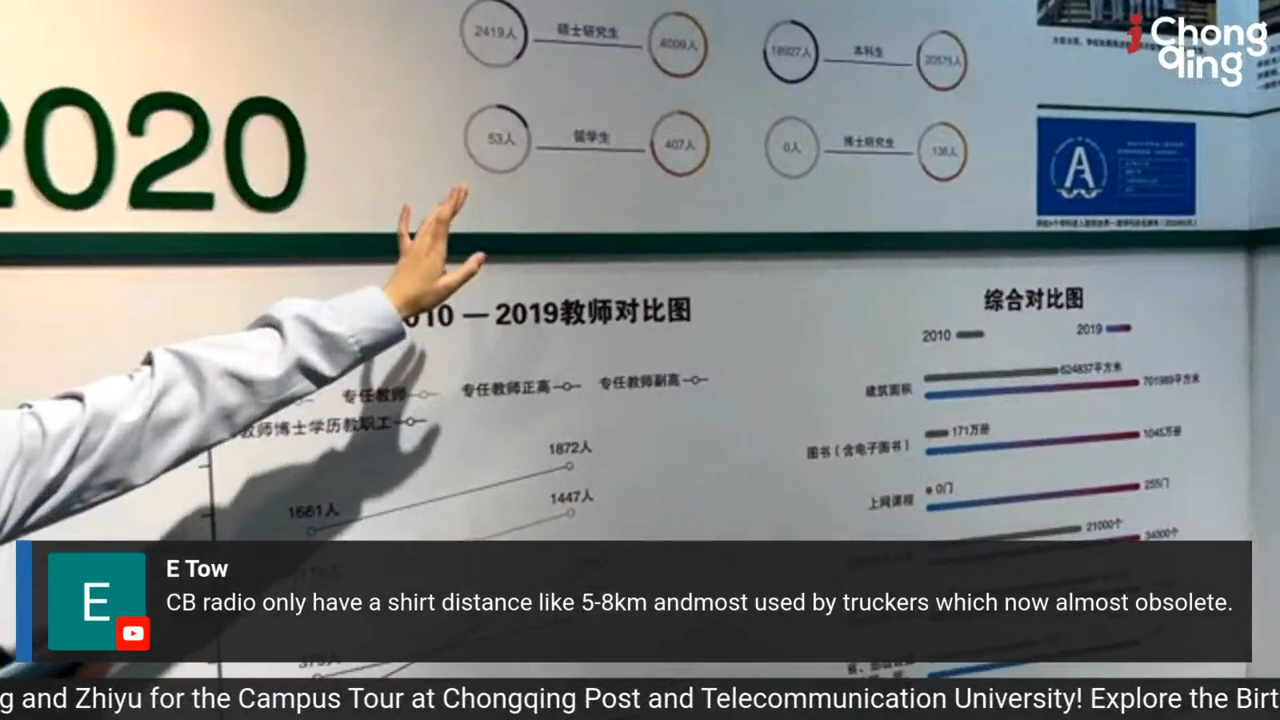 2419人 硕士研究生 4099人
18927人 本科生 20575人
i Chong
qing
2020
53人 留学生 407人
0人 博士研究生 136人
A
010 — 2019教师对比图
专任教师 专任教师正高 专任教师副高
教师博士学历教职工
1872人
1661人
1447人
综合对比图
2010 2019
建筑面积 624837平方米
701989平方米
图书(含电子图书) 171万册
1045万册
上网课程 0门
255门
21000个
34000个
E
E Tow
CB radio only have a shirt distance like 5-8km andmost used by truckers which now almost obsolete.
g and Zhiyu for the Campus Tour at Chongqing Post and Telecommunication University! Explore the Birt